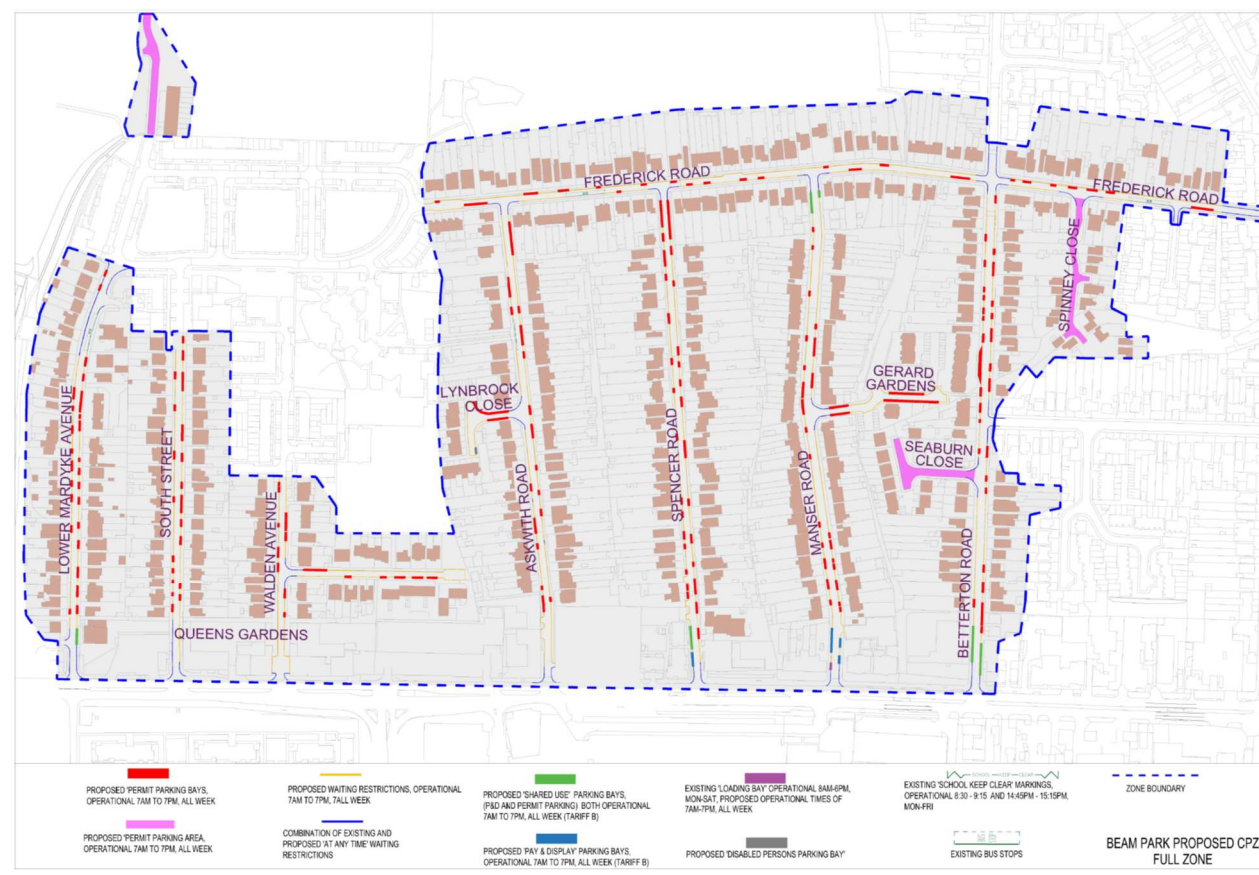 FREDERICK ROAD
FREDERICK ROAD
SPINNEY CLOSE
GERARD
GARDENS
LYNBROOK
CLOSE
SEABURN
CLOSE
LOWER MARDYKE AVENUE
SOUTH STREET
WALDEN AVENUE
ASKWITH ROAD
SPENCER ROAD
MANSER ROAD
BETTERTON ROAD
QUEENS GARDENS
PROPOSED 'PERMIT PARKING BAYS,
OPERATIONAL 7AM TO 7PM, ALL WEEK
PROPOSED WAITING RESTRICTIONS, OPERATIONAL
7AM TO 7PM, 7ALL WEEK
PROPOSED 'SHARED USE' PARKING BAYS,
(P&D AND PERMIT PARKING) BOTH OPERATIONAL
7AM TO 7PM, ALL WEEK (TARIFF B)
EXISTING 'LOADING BAY' OPERATIONAL 8AM-6PM,
MON-SAT, PROPOSED OPERATIONAL TIMES OF
7AM-7PM, ALL WEEK
SCHOOL KEEP CLEAR
EXISTING 'SCHOOL KEEP CLEAR' MARKINGS,
OPERATIONAL 8:30 - 9:15 AND 14:45PM - 15:15PM,
MON-FRI
ZONE BOUNDARY
PROPOSED 'PERMIT PARKING AREA,
OPERATIONAL 7AM TO 7PM, ALL WEEK
COMBINATION OF EXISTING AND
PROPOSED 'AT ANY TIME' WAITING
RESTRICTIONS
PROPOSED 'PAY & DISPLAY' PARKING BAYS,
OPERATIONAL 7AM TO 7PM, ALL WEEK (TARIFF B)
PROPOSED 'DISABLED PERSONS PARKING BAY'
EXISTING BUS STOPS
BEAM PARK PROPOSED CPZ
FULL ZONE